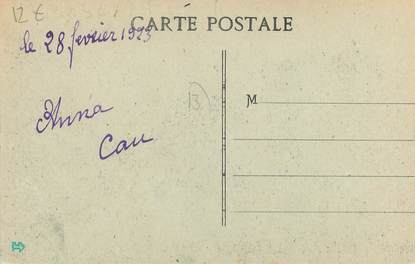 12 €
CARTE POSTALE
le 28 fevrier 1923
13
M
Anna
Cau